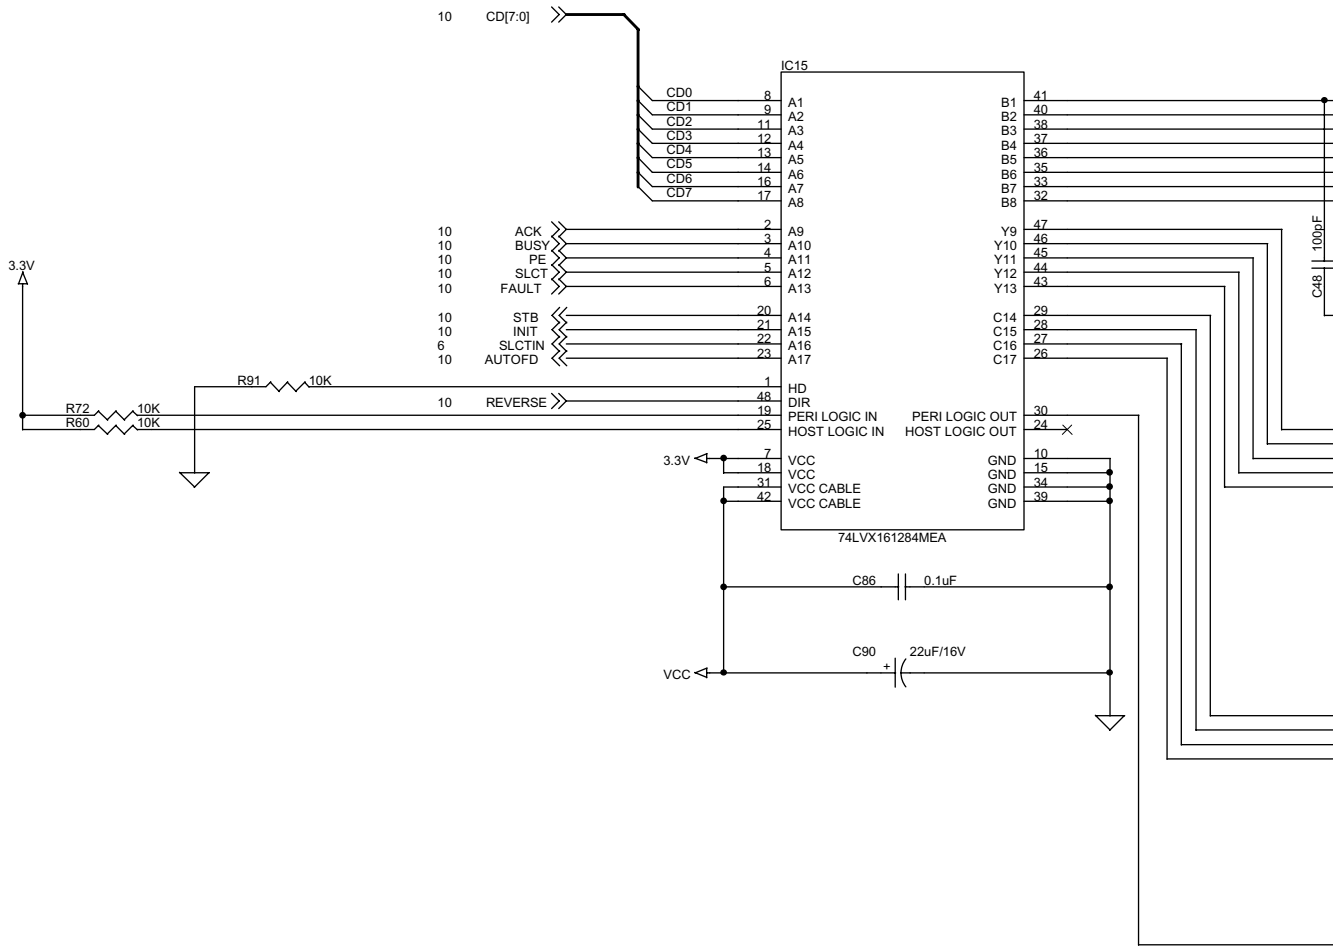 10 CD[7:0]
IC15
CD0 8 A1 B1 41
CD1 9 A2 B2 40
CD2 11 A3 B3 38
CD3 12 A4 B4 37
CD4 13 A5 B5 36
CD5 14 A6 B6 35
CD6 16 A7 B7 33
CD7 17 A8 B8 32
10 ACK 2 A9 Y9 47
10 BUSY 3 A10 Y10 46
10 PE 4 A11 Y11 45
10 SLCT 5 A12 Y12 44
10 FAULT 6 A13 Y13 43
3.3V
C48 100pF
10 STB 20 A14 C14 29
10 INIT 21 A15 C15 28
6 SLCTIN 22 A16 C16 27
10 AUTOFD 23 A17 C17 26
R91 10K 1 HD
10 REVERSE 48 DIR
R72 10K 19 PERI LOGIC IN PERI LOGIC OUT 30
R60 10K 25 HOST LOGIC IN HOST LOGIC OUT 24
3.3V 7 VCC GND 10
18 VCC GND 15
31 VCC CABLE GND 34
42 VCC CABLE GND 39
74LVX161284MEA
C86 0.1uF
C90 22uF/16V
+
VCC